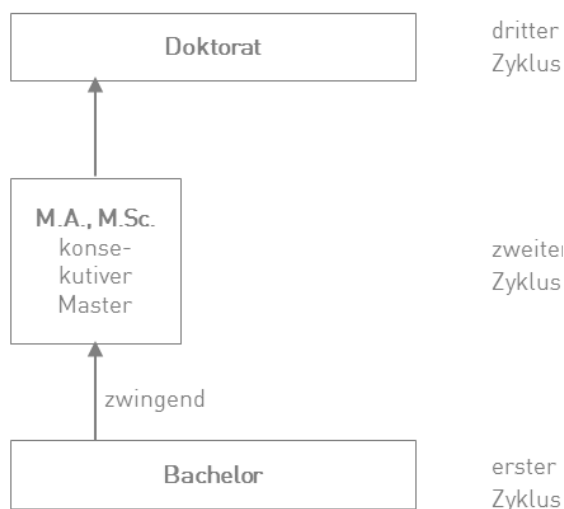 Doktorat
dritter
Zyklus
M.A., M.Sc.
konse-
kutiver
Master
zweiter
Zyklus
zwingend
Bachelor
erster
Zyklus